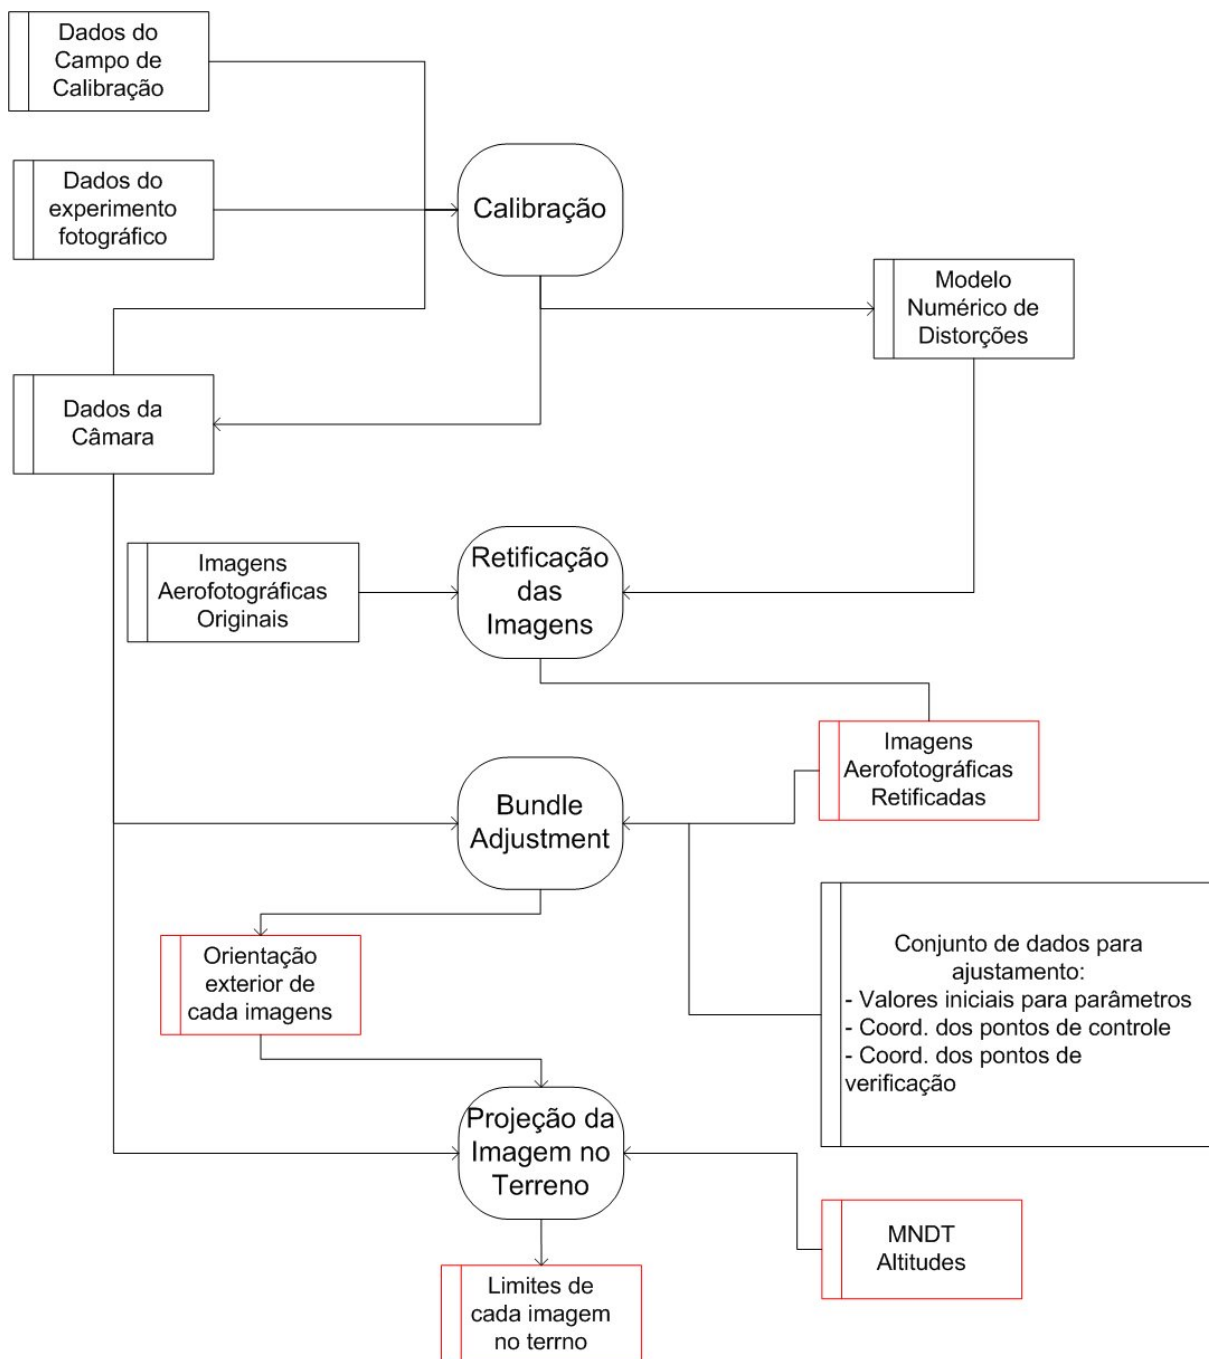 Dados do
Campo de
Calibração
Dados do
experimento
fotográfico
Calibração
Modelo
Numérico de
Distorções
Dados da
Câmara
Imagens
Aerofotográficas
Originais
Retificação
das
Imagens
Imagens
Aerofotográficas
Retificadas
Bundle
Adjustment
Orientação
exterior de
cada imagens
Conjunto de dados para
ajustamento:
- Valores iniciais para parâmetros
- Coord. dos pontos de controle
- Coord. dos pontos de
verificação
Projeção da
Imagem no
Terreno
MNDT
Altitudes
Limites de
cada imagem
no terrno